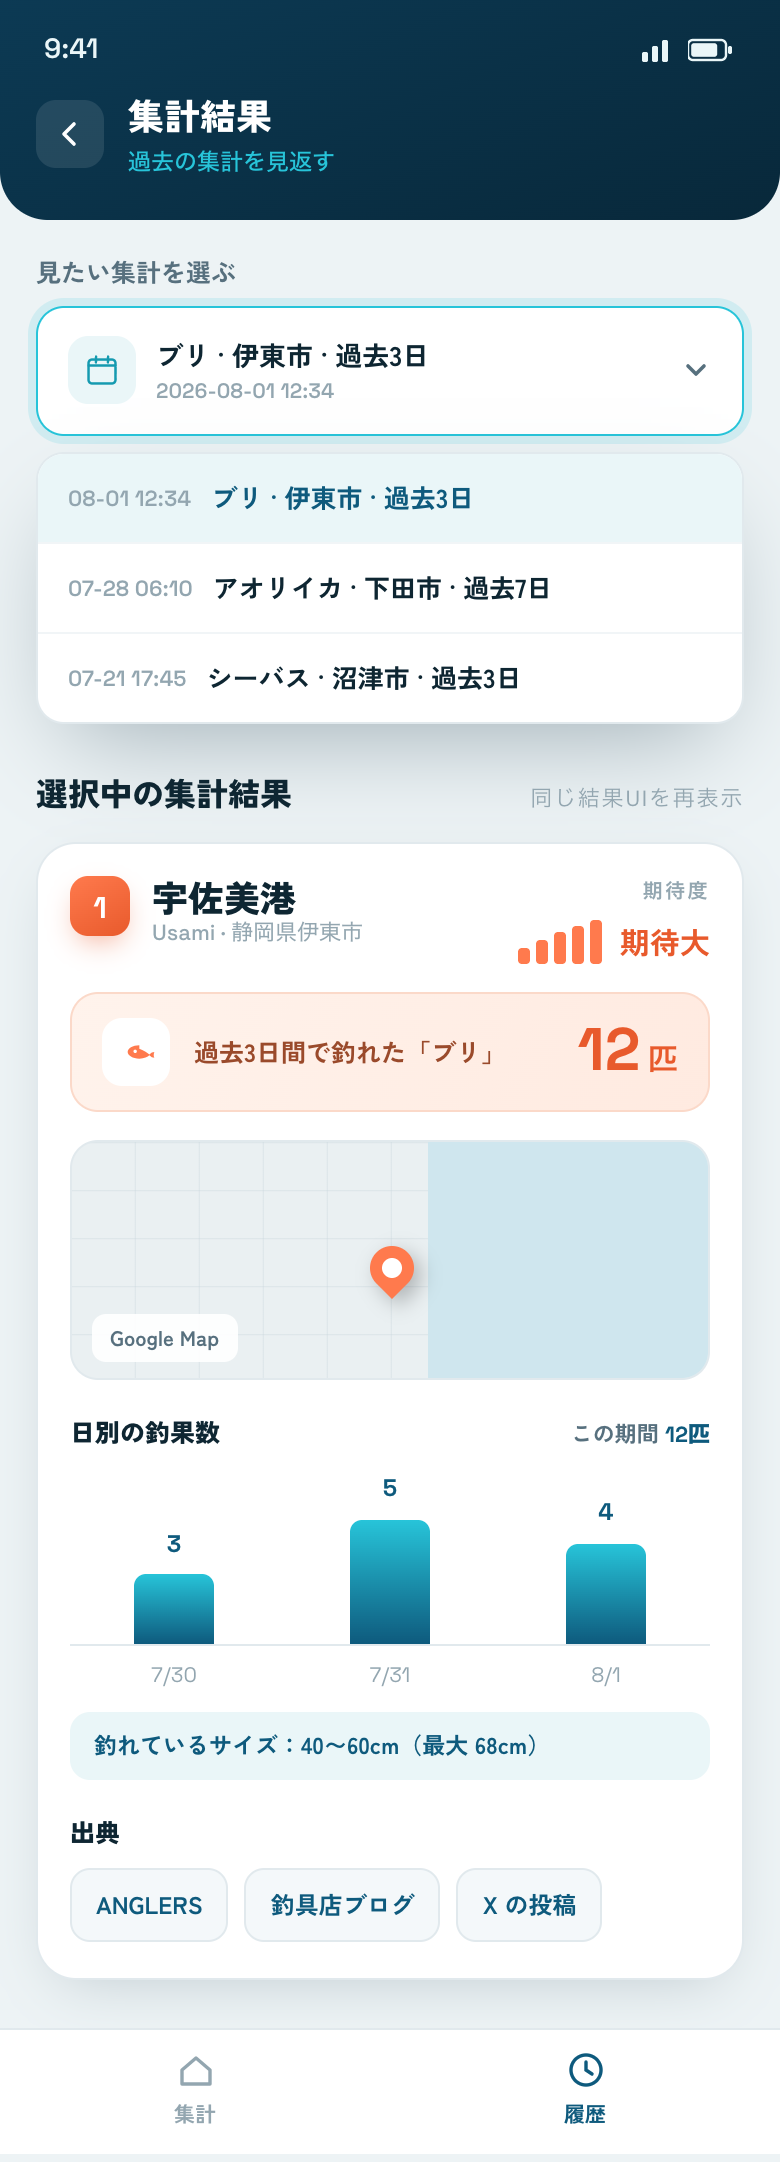 9:41
集計結果
過去の集計を見返す
見たい集計を選ぶ
ブリ · 伊東市 · 過去3日
2026-08-01 12:34
08-01 12:34 ブリ · 伊東市 · 過去3日
07-28 06:10 アオリイカ · 下田市 · 過去7日
07-21 17:45 シーバス · 沼津市 · 過去3日
選択中の集計結果
同じ結果UIを再表示
1
宇佐美港
Usami · 静岡県伊東市
期待度
期待大
過去3日間で釣れた「ブリ」
12 匹
Google Map
日別の釣果数
この期間 12匹
3
5
4
7/30
7/31
8/1
釣れているサイズ：40〜60cm（最大 68cm）
出典
ANGLERS
釣具店ブログ
X の投稿
集計
履歴